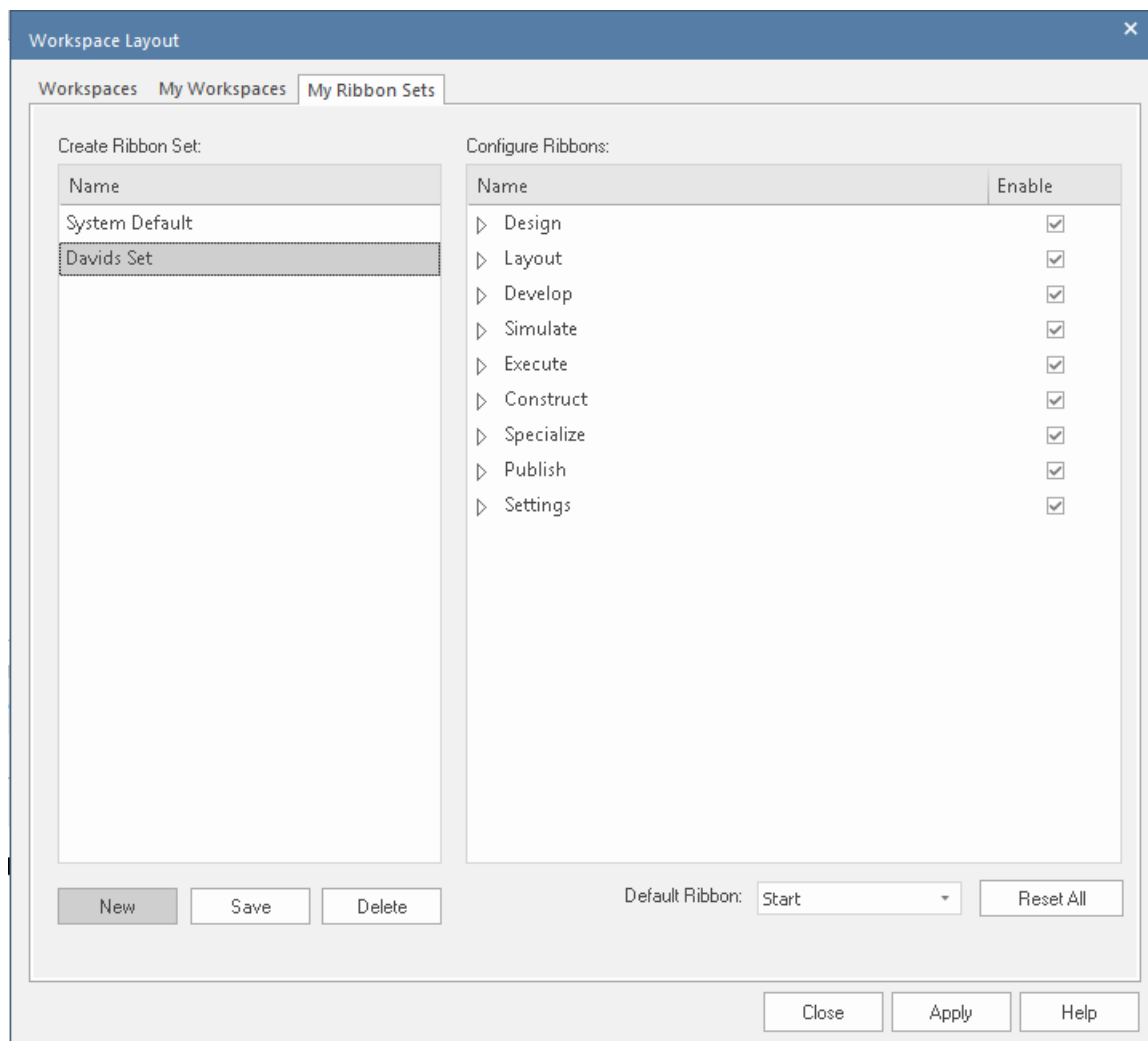 Workspace Layout
Workspaces My Workspaces My Ribbon Sets
Create Ribbon Set:
Name
System Default
Davids Set
New Save Delete
Configure Ribbons:
Name Enable
Design
Layout
Develop
Simulate
Execute
Construct
Specialize
Publish
Settings
Default Ribbon: Start Reset All
Close Apply Help